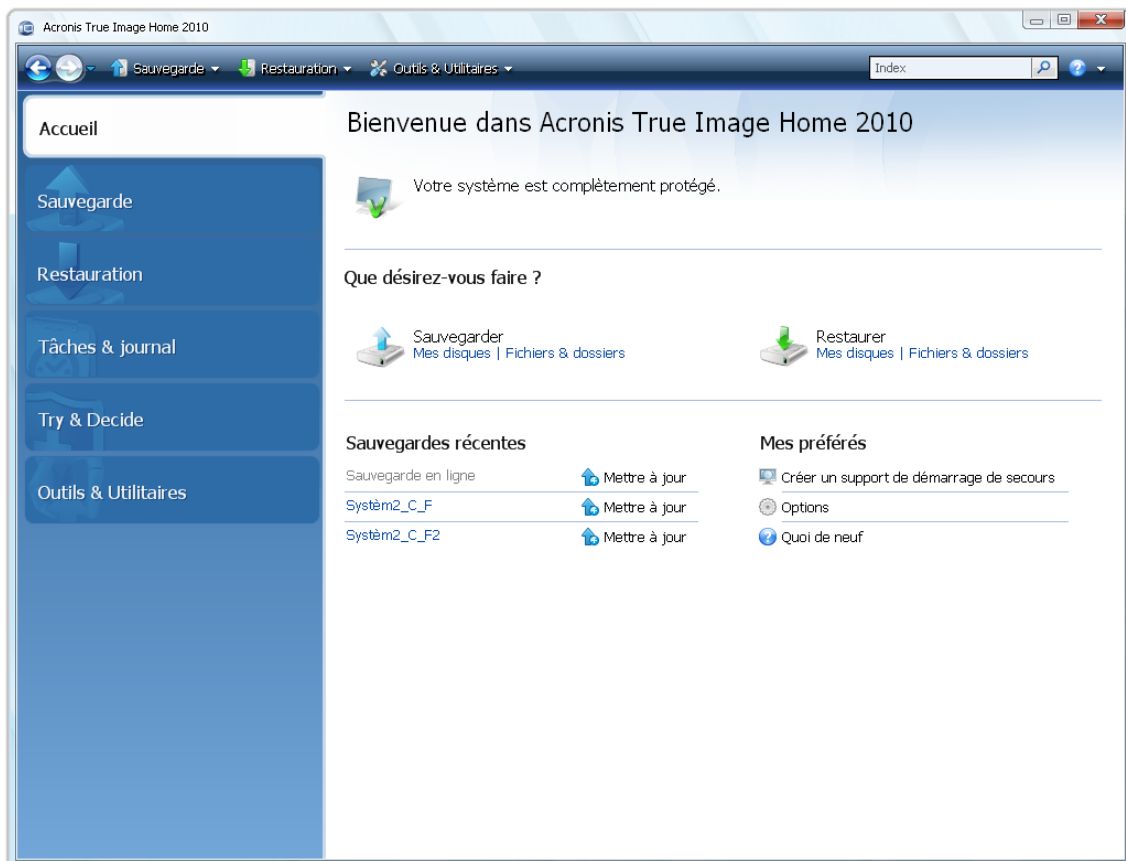 Acronis True Image Home 2010
Sauvegarde Restauration Outils & Utilitaires Index
Accueil
Sauvegarde
Restauration
Tâches & journal
Try & Decide
Outils & Utilitaires
Bienvenue dans Acronis True Image Home 2010
Votre système est complètement protégé.
Que désirez-vous faire ?
Sauvegarder
Mes disques | Fichiers & dossiers
Restaurer
Mes disques | Fichiers & dossiers
Sauvegardes récentes
Sauvegarde en ligne Mettre à jour
Systèm2_C_F Mettre à jour
Systèm2_C_F2 Mettre à jour
Mes préférés
Créer un support de démarrage de secours
Options
Quoi de neuf